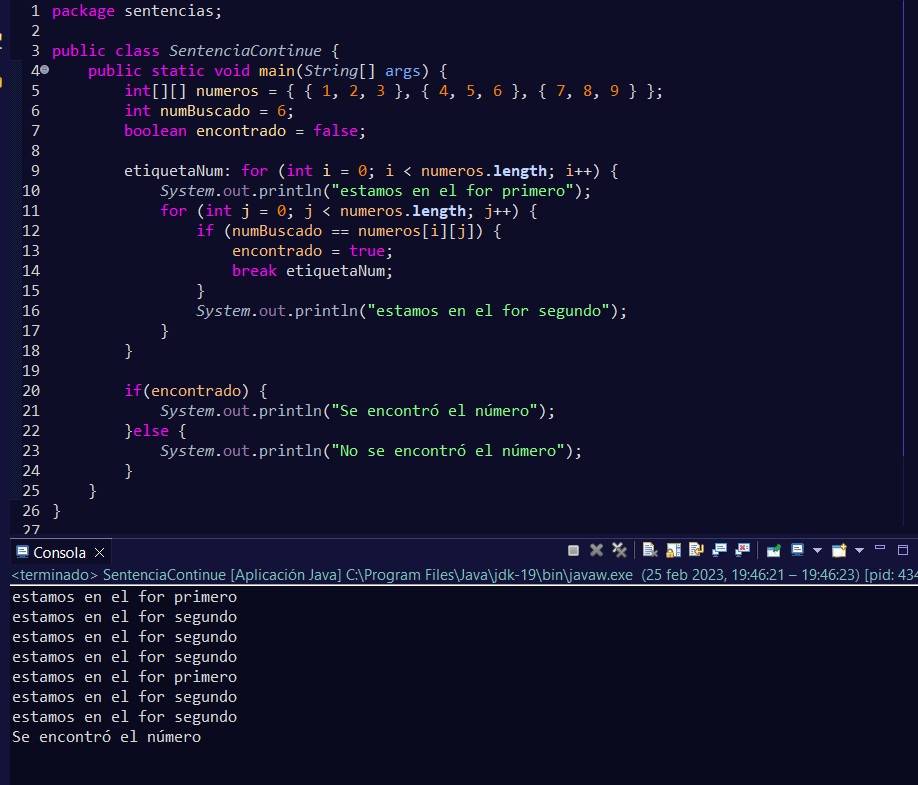 1 package sentencias;
2
3 public class SentenciaContinue {
4     public static void main(String[] args) {
5         int[][] numeros = { { 1, 2, 3 }, { 4, 5, 6 }, { 7, 8, 9 } };
6         int numBuscado = 6;
7         boolean encontrado = false;
8
9         etiquetaNum: for (int i = 0; i < numeros.length; i++) {
10             System.out.println("estamos en el for primero");
11             for (int j = 0; j < numeros.length; j++) {
12                 if (numBuscado == numeros[i][j]) {
13                     encontrado = true;
14                     break etiquetaNum;
15                 }
16                 System.out.println("estamos en el for segundo");
17             }
18         }
19
20         if(encontrado) {
21             System.out.println("Se encontró el número");
22         }else {
23             System.out.println("No se encontró el número");
24         }
25     }
26 }
27
Consola
<terminado> SentenciaContinue [Aplicación Java] C:\Program Files\Java\jdk-19\bin\javaw.exe (25 feb 2023, 19:46:21 – 19:46:23) [pid: 434
estamos en el for primero
estamos en el for segundo
estamos en el for segundo
estamos en el for segundo
estamos en el for primero
estamos en el for segundo
estamos en el for segundo
Se encontró el número